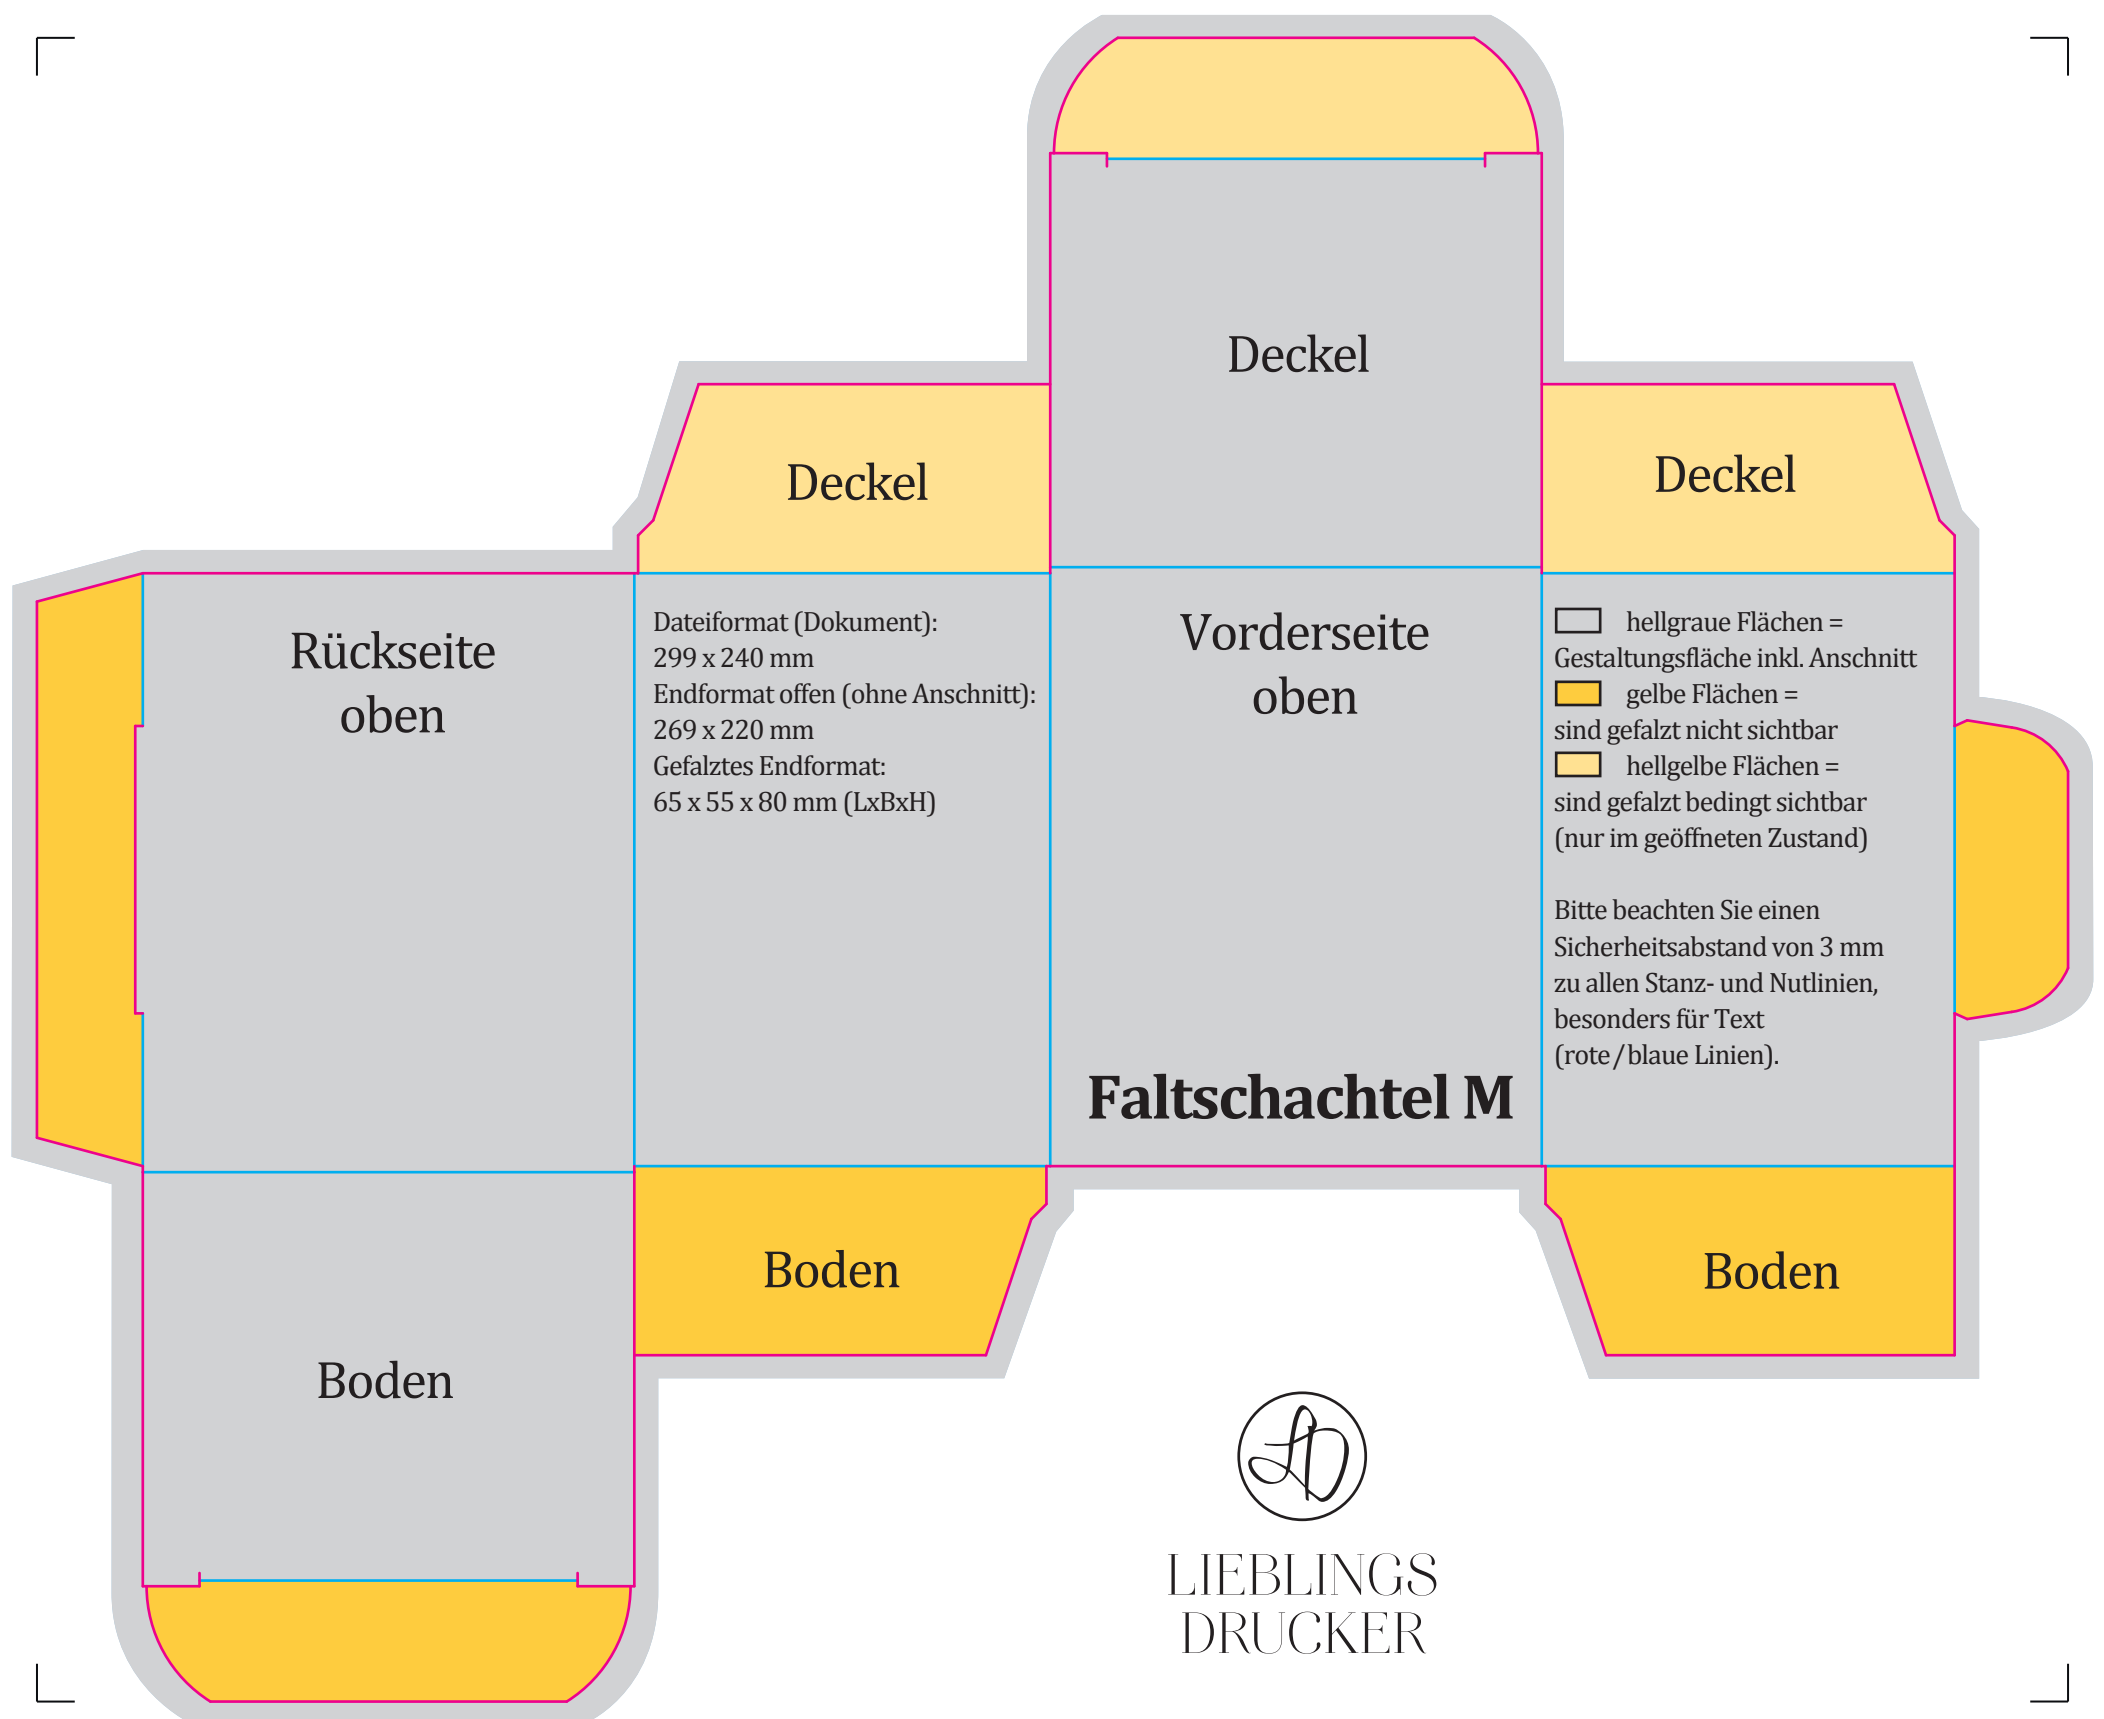 Deckel
Deckel
Deckel
Rückseite
oben
Dateiformat (Dokument):
299 x 240 mm
Endformat offen (ohne Anschnitt):
269 x 220 mm
Gefalztes Endformat:
65 x 55 x 80 mm (LxBxH)
Vorderseite
oben
Faltschachtel M
hellgraue Flächen =
Gestaltungsfläche inkl. Anschnitt
gelbe Flächen =
sind gefalzt nicht sichtbar
hellgelbe Flächen =
sind gefalzt bedingt sichtbar
(nur im geöffneten Zustand)
Bitte beachten Sie einen
Sicherheitsabstand von 3 mm
zu allen Stanz- und Nutlinien,
besonders für Text
(rote/blaue Linien).
Boden
Boden
Boden
LD
LIEBLINGS
DRUCKER